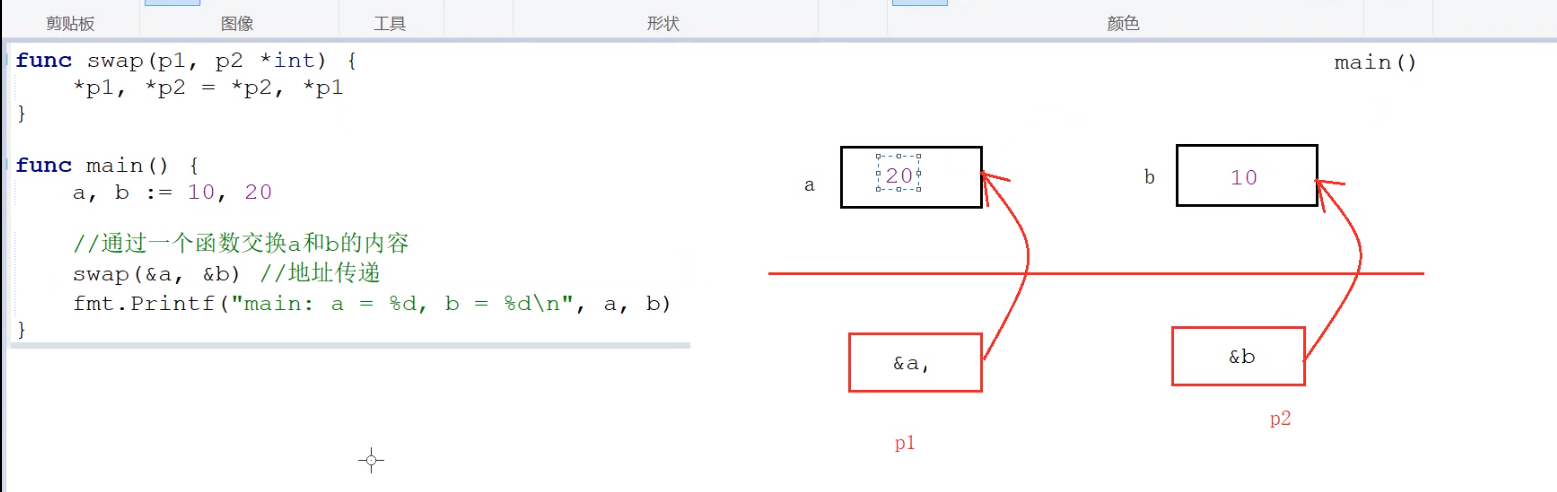 剪贴板 图像 工具 形状 颜色
func swap(p1, p2 *int) {
*p1, *p2 = *p2, *p1
}
func main() {
a, b := 10, 20
//通过一个函数交换a和b的内容
swap(&a, &b) //地址传递
fmt.Printf("main: a = %d, b = %d\n", a, b)
}
main()
a 20 b 10
&a, &b
p1 p2